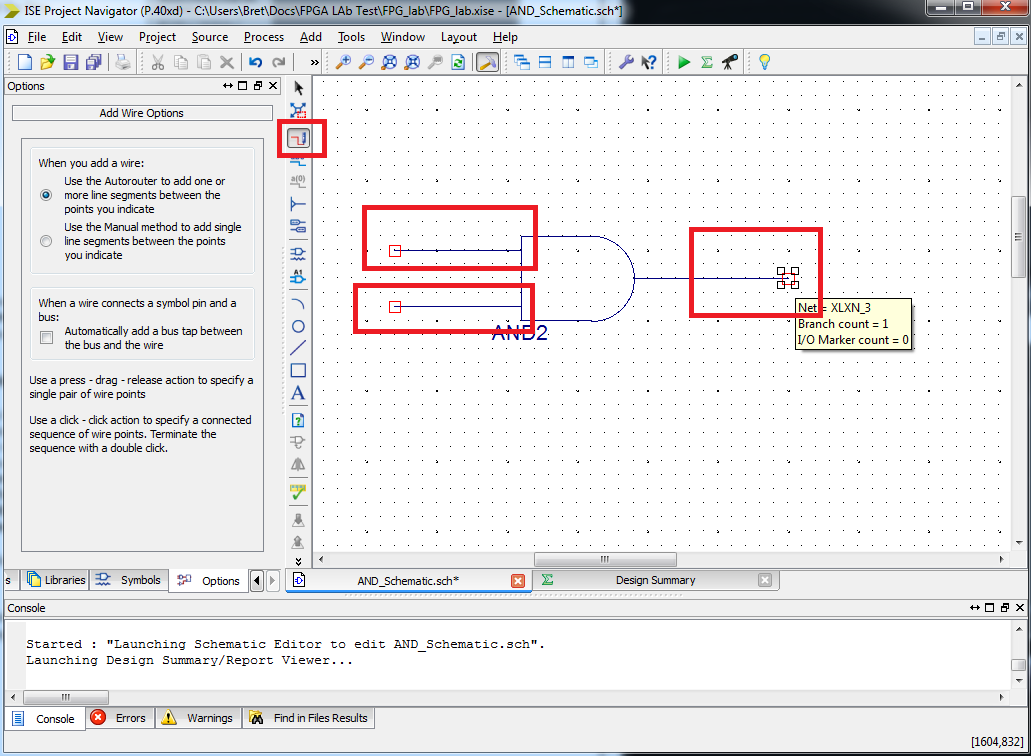 ISE Project Navigator (P.40xd) - C:\Users\Bret\Docs\FPGA LAb Test\FPG_lab\FPG_lab.xise - [AND_Schematic.sch*]
File Edit View Project Source Process Add Tools Window Layout Help
Options
Add Wire Options
When you add a wire:
Use the Autorouter to add one or
more line segments between the
points you indicate
Use the Manual method to add single
line segments between the points
you indicate
When a wire connects a symbol pin and a
bus:
Automatically add a bus tap between
the bus and the wire
Use a press - drag - release action to specify a
single pair of wire points
Use a click - click action to specify a connected
sequence of wire points. Terminate the
sequence with a double click.
a(0)
A1
A
AND2
Net = XLXN_3
Branch count = 1
I/O Marker count = 0
s Libraries Symbols Options
AND_Schematic.sch* Design Summary
Console
Started : "Launching Schematic Editor to edit AND_Schematic.sch".
Launching Design Summary/Report Viewer...
Console Errors Warnings Find in Files Results
[1604,832]